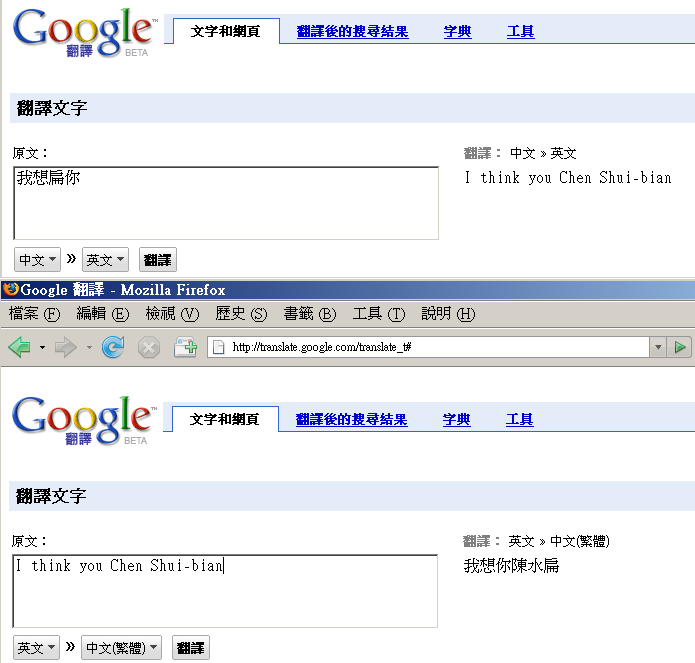 Google™ 翻譯 BETA
文字和網頁 翻譯後的搜尋結果 字典 工具
翻譯文字
原文： 翻譯： 中文 » 英文
我想扁你 I think you Chen Shui-bian
中文 » 英文 翻譯
Google 翻譯 - Mozilla Firefox
檔案 (F) 編輯 (E) 檢視 (V) 歷史 (S) 書籤 (B) 工具 (T) 說明 (H)
http://translate.google.com/translate_t#
Google™ 翻譯 BETA
文字和網頁 翻譯後的搜尋結果 字典 工具
翻譯文字
原文： 翻譯： 英文 » 中文(繁體)
I think you Chen Shui-bian 我想你陳水扁
英文 » 中文(繁體) 翻譯